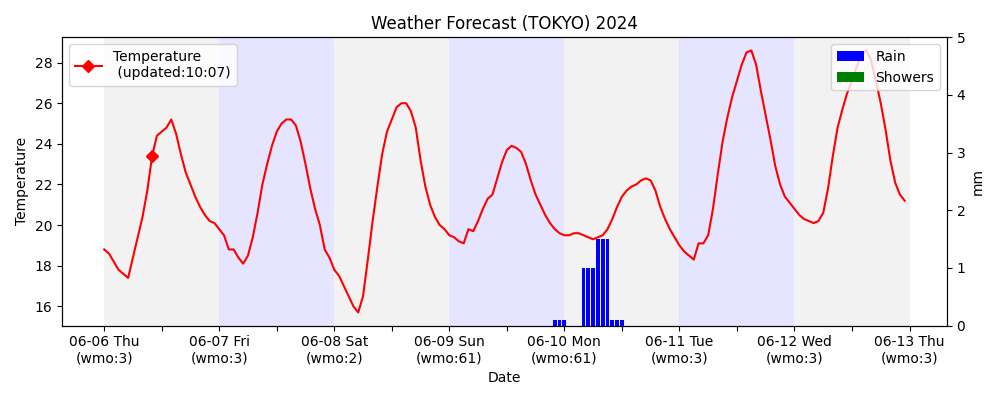 Weather Forecast (TOKYO) 2024
Temperature
(updated:10:07)
Rain
Showers
Temperature
28
26
24
22
20
18
16
5
4
3
2
1
0
mm
06-06 Thu
(wmo:3)
06-07 Fri
(wmo:3)
06-08 Sat
(wmo:2)
06-09 Sun
(wmo:61)
06-10 Mon
(wmo:61)
06-11 Tue
(wmo:3)
06-12 Wed
(wmo:3)
06-13 Thu
(wmo:3)
Date